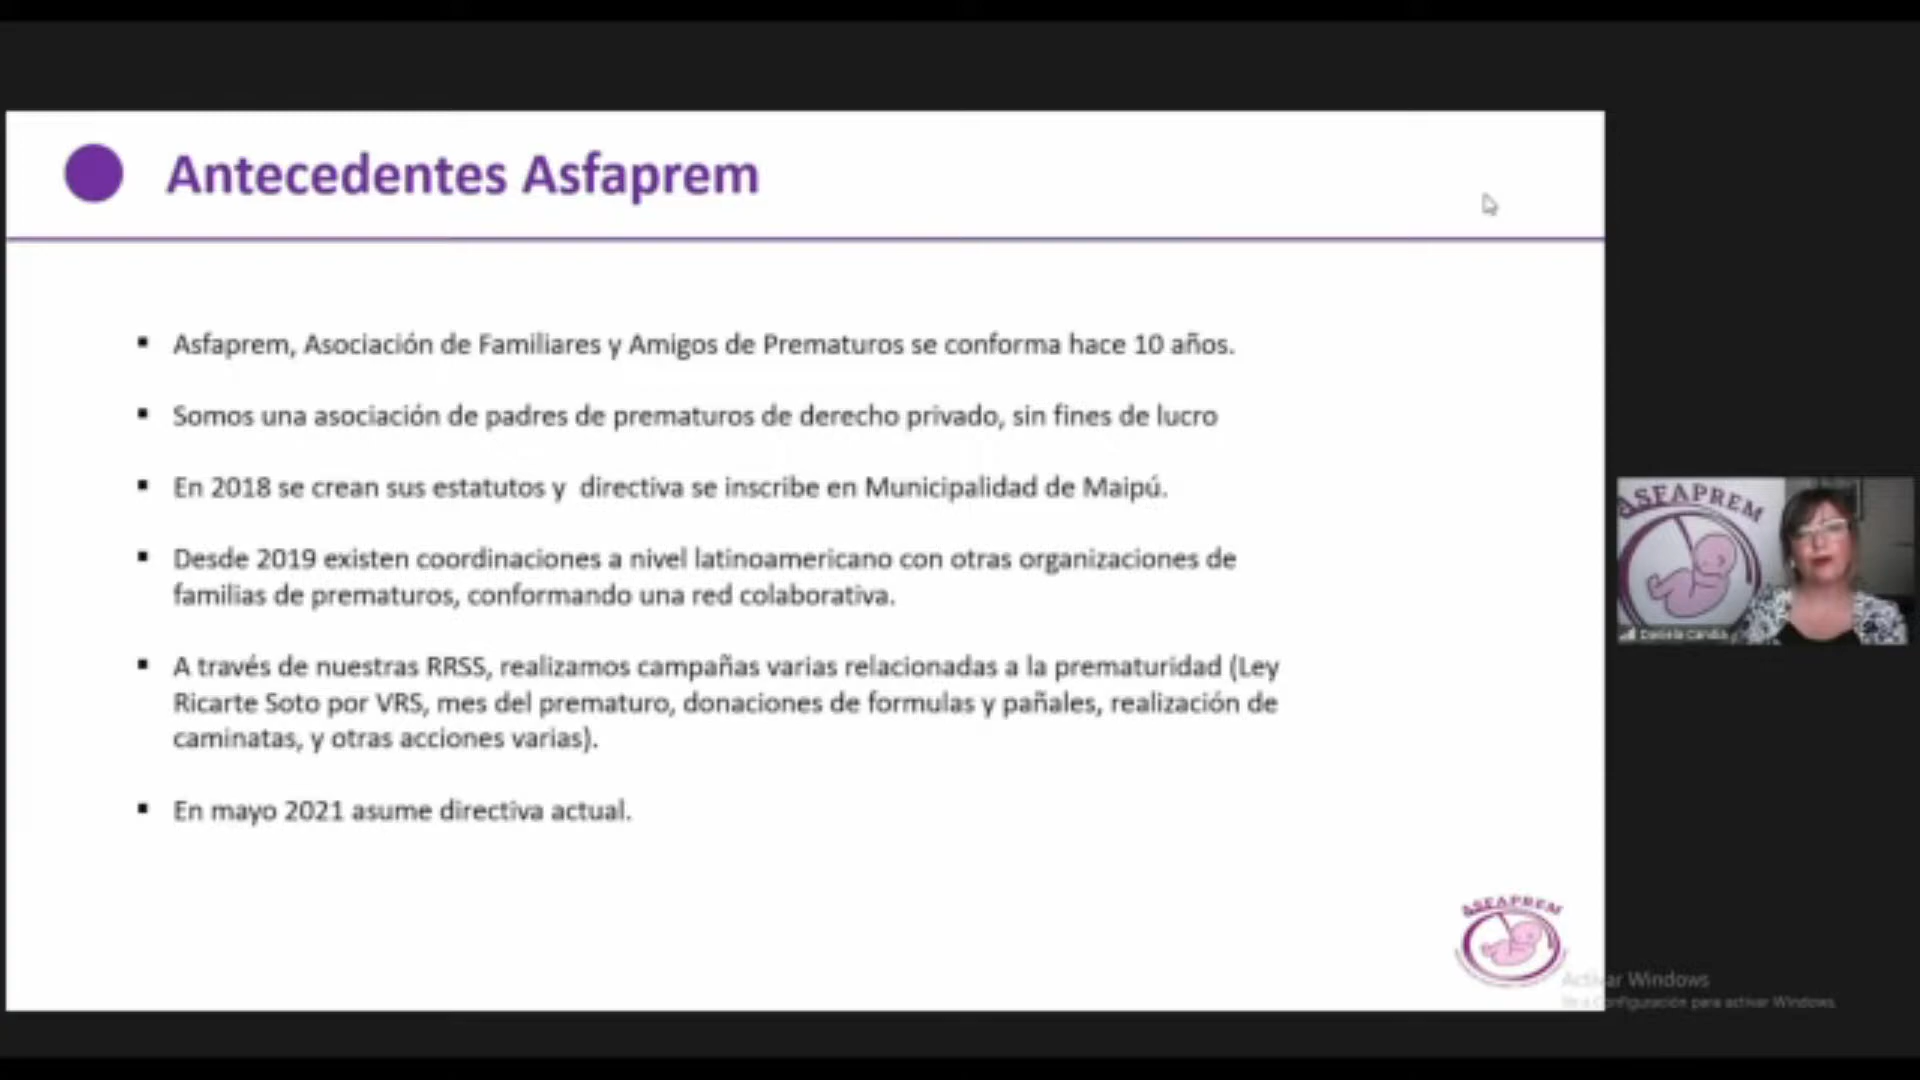 Antecedentes Asfaprem
▪ Asfaprem, Asociación de Familiares y Amigos de Prematuros se conforma hace 10 años.
▪ Somos una asociación de padres de prematuros de derecho privado, sin fines de lucro
▪ En 2018 se crean sus estatutos y  directiva se inscribe en Municipalidad de Maipú.
▪ Desde 2019 existen coordinaciones a nivel latinoamericano con otras organizaciones de
familias de prematuros, conformando una red colaborativa.
▪ A través de nuestras RRSS, realizamos campañas varias relacionadas a la prematuridad (Ley
Ricarte Soto por VRS, mes del prematuro, donaciones de formulas y pañales, realización de
caminatas, y otras acciones varias).
▪ En mayo 2021 asume directiva actual.
ASFAPREM
Daniela
ASFAPREM
Activar Windows
Ve a Configuración para activar Windows.